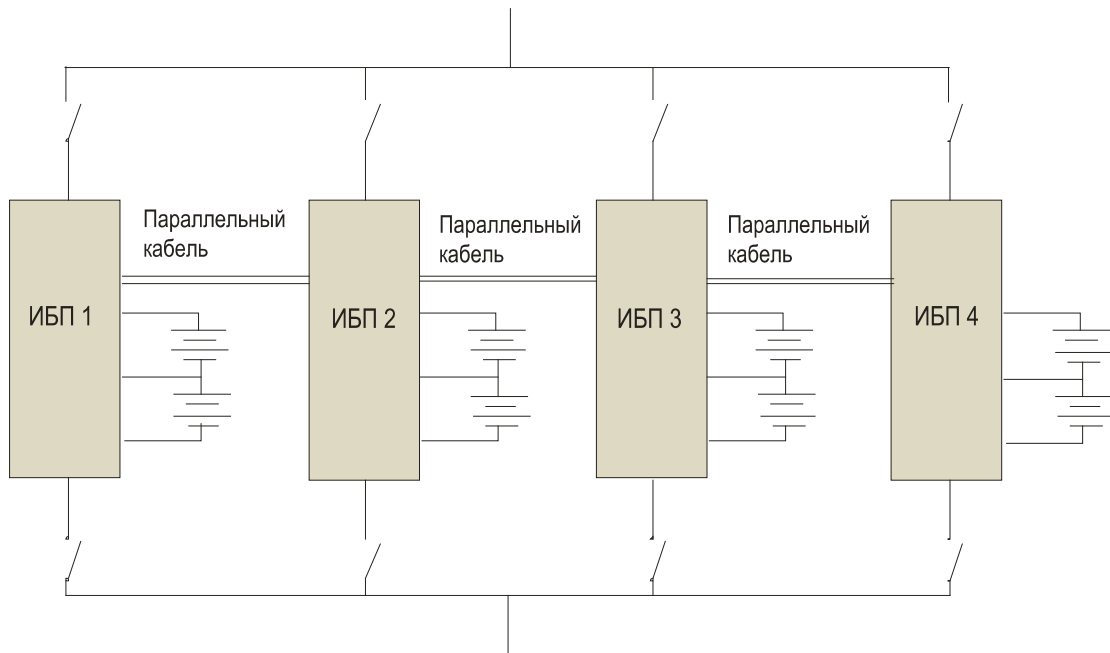 Параллельный
кабель
Параллельный
кабель
Параллельный
кабель
ИБП 1
ИБП 2
ИБП 3
ИБП 4